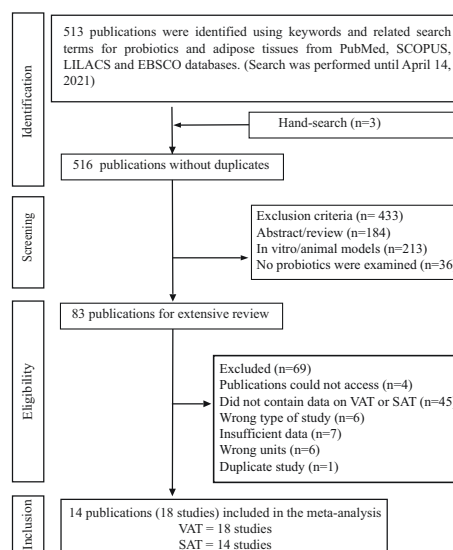 Identification
513 publications were identified using keywords and related search
terms for probiotics and adipose tissues from PubMed, SCOPUS,
LILACS and EBSCO databases. (Search was performed until April 14,
2021)
Hand-search (n=3)
516 publications without duplicates
Screening
Exclusion criteria (n= 433)
Abstract/review (n=184)
In vitro/animal models (n=213)
No probiotics were examined (n=36
Eligibility
83 publications for extensive review
Excluded (n=69)
Publications could not access (n=4)
Did not contain data on VAT or SAT (n=45
Wrong type of study (n=6)
Insufficient data (n=7)
Wrong units (n=6)
Duplicate study (n=1)
Inclusion
14 publications (18 studies) included in the meta-analysis
VAT = 18 studies
SAT = 14 studies